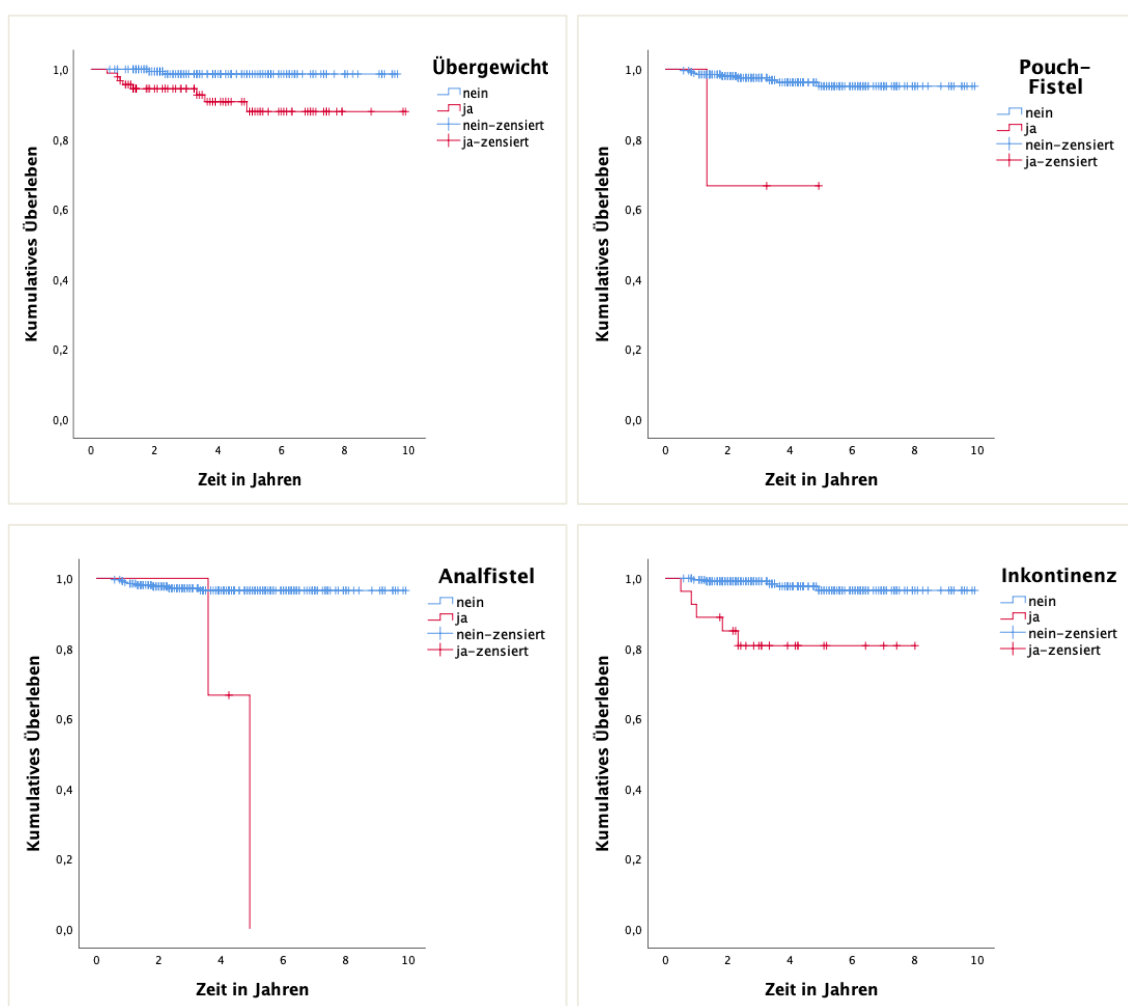 Übergewicht
nein
ja
nein-zensiert
ja-zensiert
Kumulatives Überleben
1,0
0,8
0,6
0,4
0,2
0,0
0 2 4 6 8 10
Zeit in Jahren
Pouch-
Fistel
nein
ja
nein-zensiert
ja-zensiert
Kumulatives Überleben
1,0
0,8
0,6
0,4
0,2
0,0
0 2 4 6 8 10
Zeit in Jahren
Analfistel
nein
ja
nein-zensiert
ja-zensiert
Kumulatives Überleben
1,0
0,8
0,6
0,4
0,2
0,0
0 2 4 6 8 10
Zeit in Jahren
Inkontinenz
nein
ja
nein-zensiert
ja-zensiert
Kumulatives Überleben
1,0
0,8
0,6
0,4
0,2
0,0
0 2 4 6 8 10
Zeit in Jahren